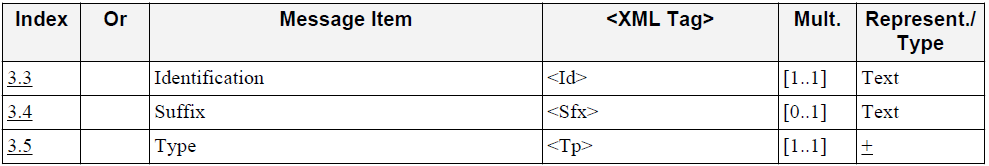 Index Or Message Item <XML Tag> Mult. Represent./
Type
3.3 Identification <Id> [1..1] Text
3.4 Suffix <Sfx> [0..1] Text
3.5 Type <Tp> [1..1] +